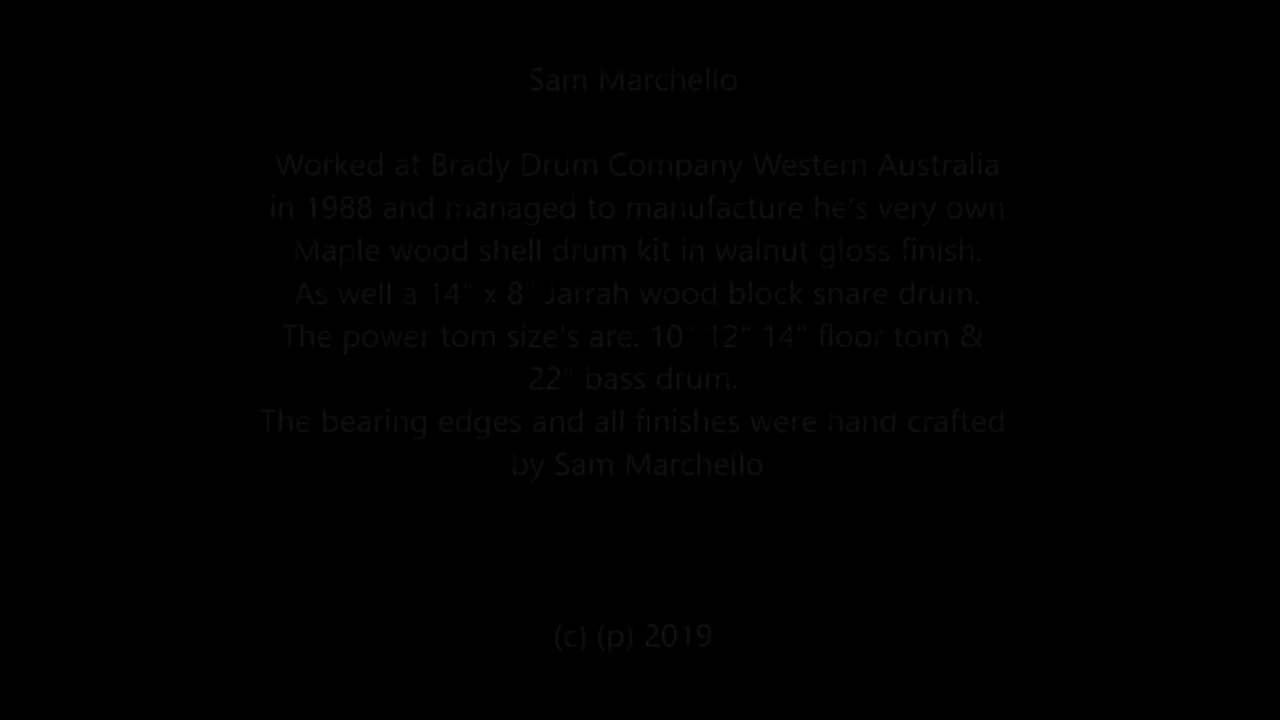 Sam Marchello
Worked at Brady Drum Company Western Australia
in 1988 and managed to manufacture he's very own
Maple wood shell drum kit in walnut gloss finish.
As well a 14" x 8" Jarrah wood block snare drum.
The power tom size's are: 10" 12" 14" floor tom &
22" bass drum.
The bearing edges and all finishes were hand crafted
by Sam Marchello
(c) (p) 2019